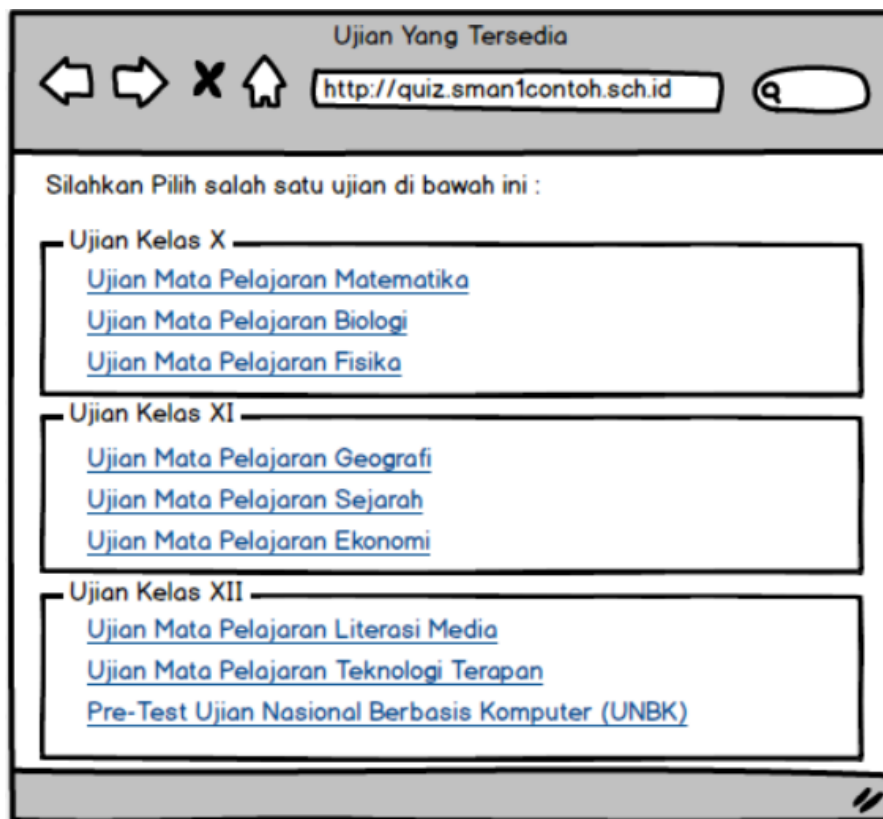 Ujian Yang Tersedia
http://quiz.sman1contoh.sch.id
Silahkan Pilih salah satu ujian di bawah ini :
Ujian Kelas X
Ujian Mata Pelajaran Matematika
Ujian Mata Pelajaran Biologi
Ujian Mata Pelajaran Fisika
Ujian Kelas XI
Ujian Mata Pelajaran Geografi
Ujian Mata Pelajaran Sejarah
Ujian Mata Pelajaran Ekonomi
Ujian Kelas XII
Ujian Mata Pelajaran Literasi Media
Ujian Mata Pelajaran Teknologi Terapan
Pre-Test Ujian Nasional Berbasis Komputer (UNBK)